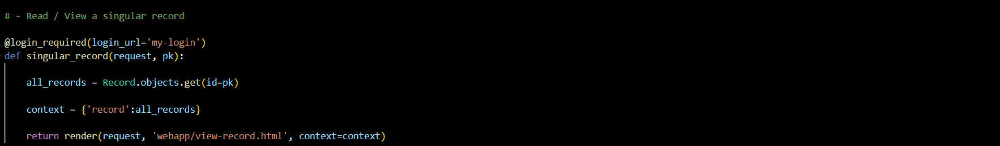 # - Read / View a singular record
@login_required(login_url='my-login')
def singular_record(request, pk):
all_records = Record.objects.get(id=pk)
context = {'record':all_records}
return render(request, 'webapp/view-record.html', context=context)